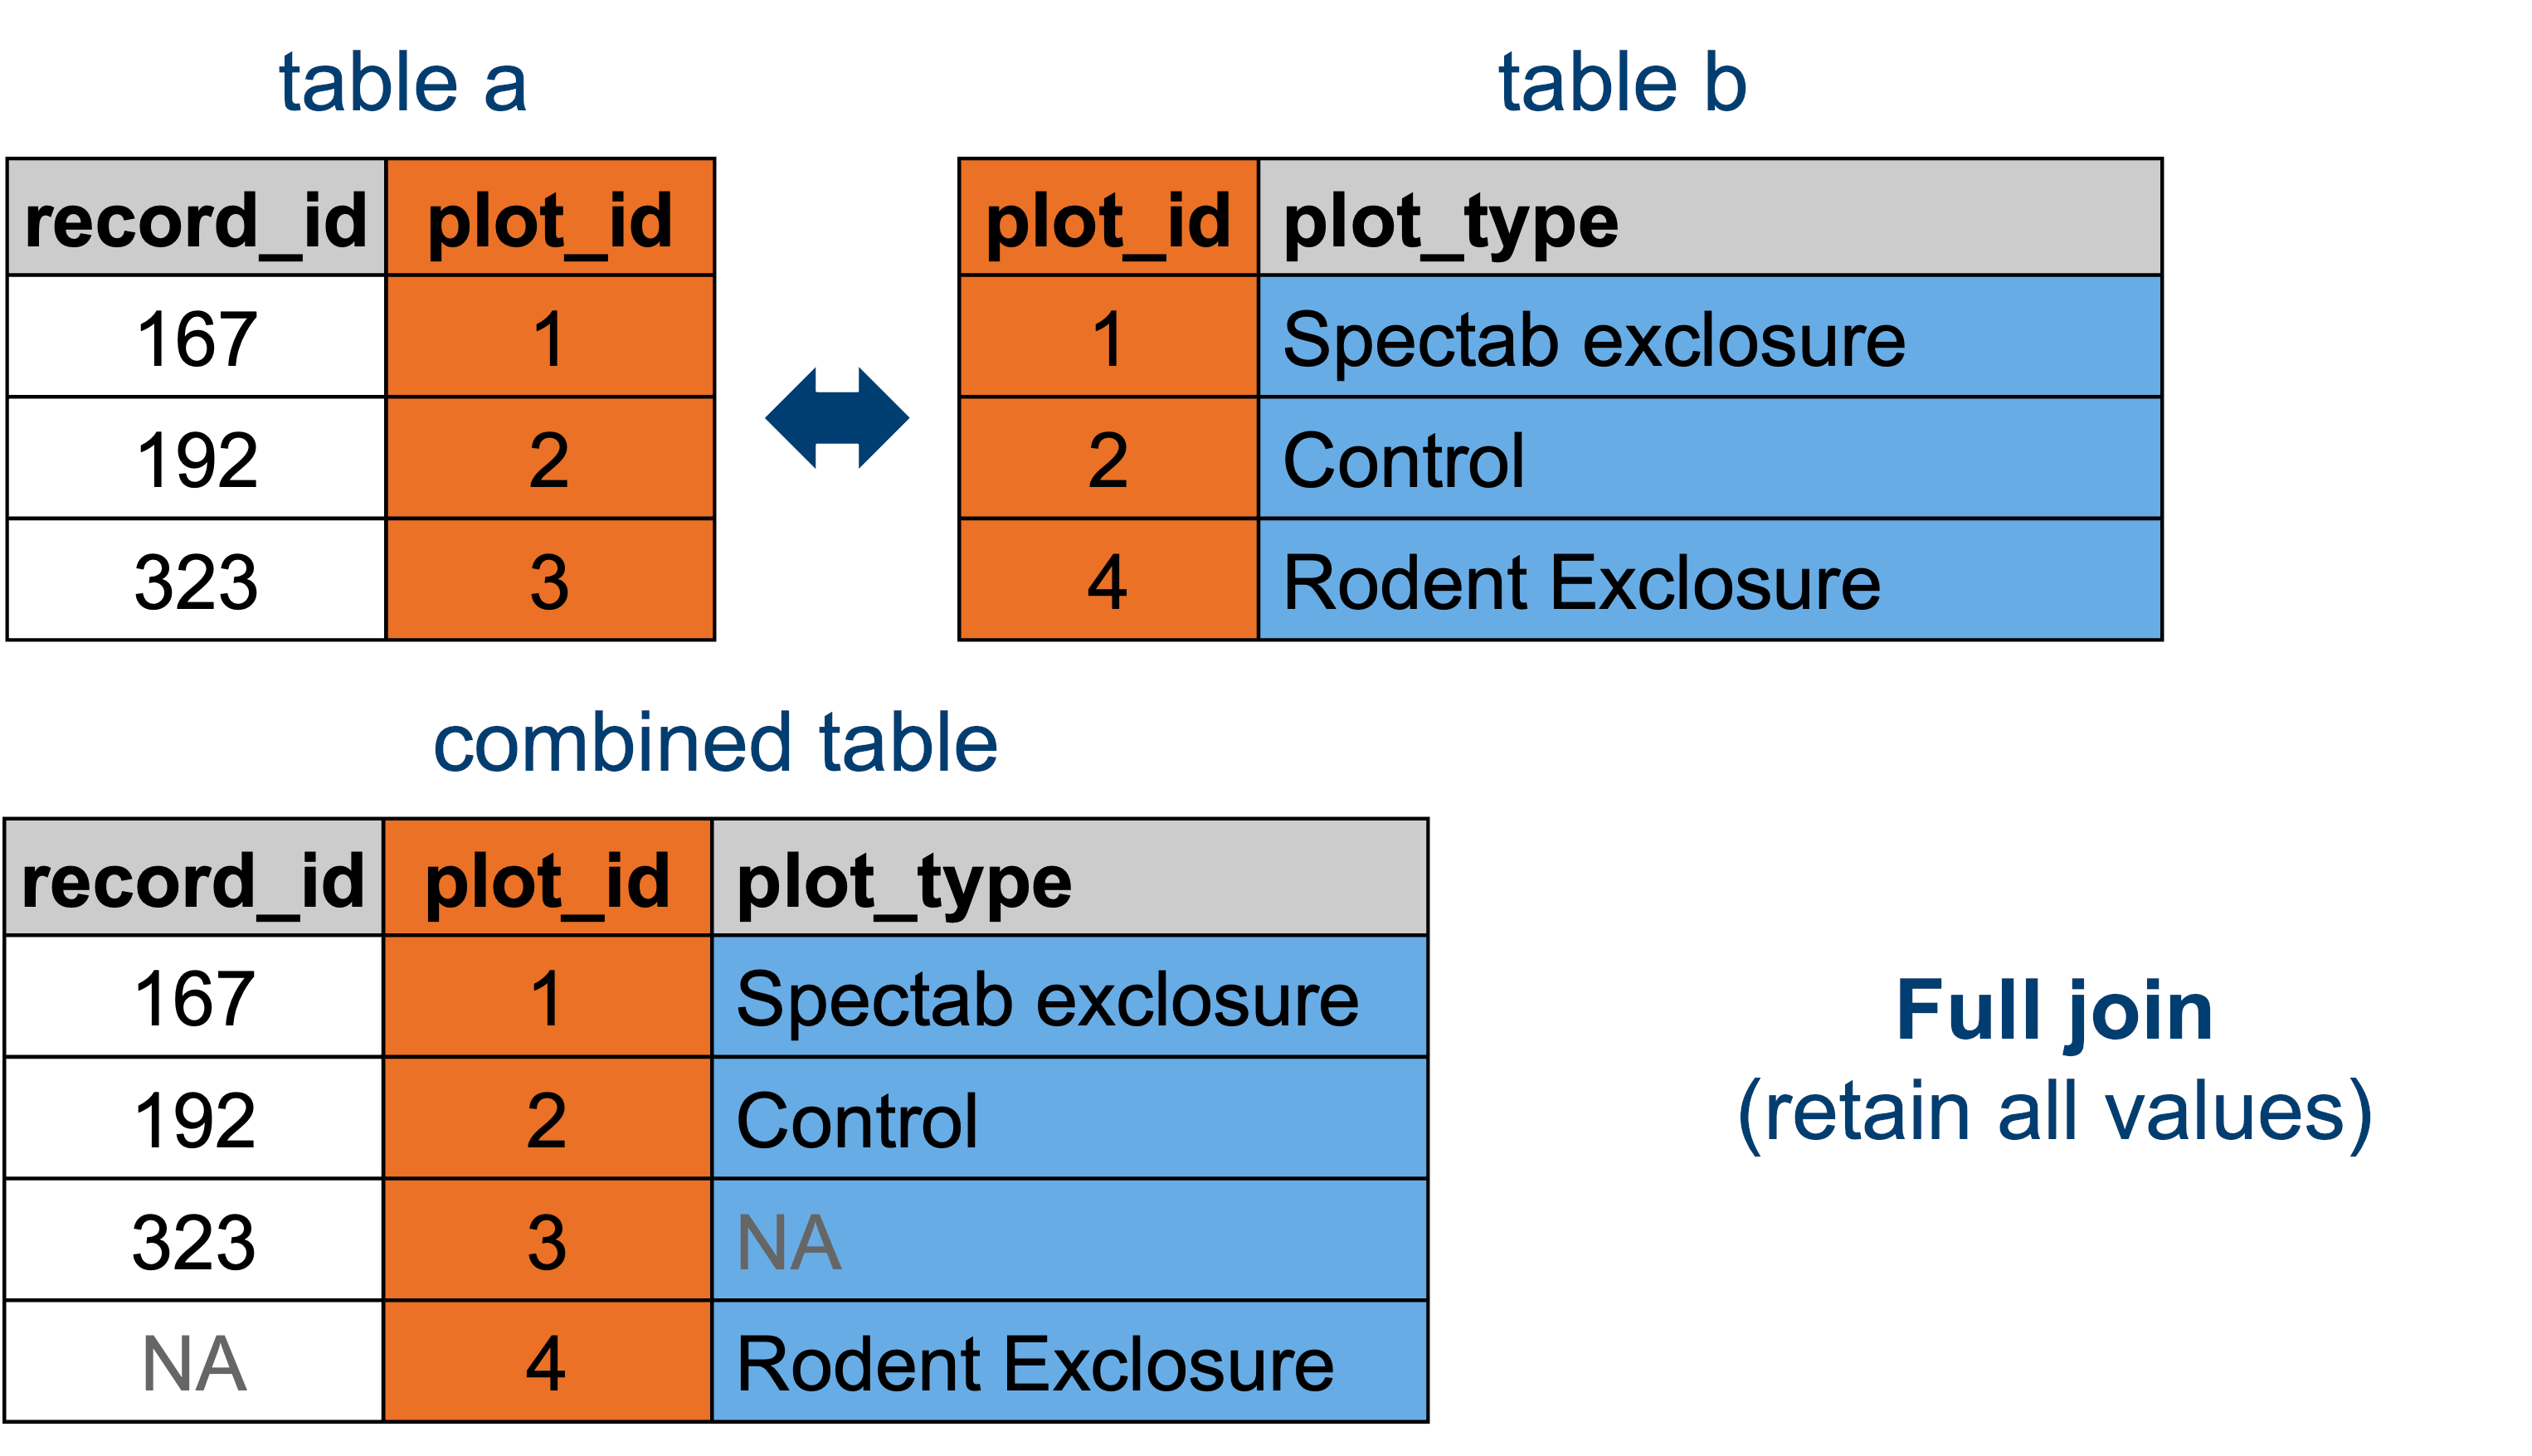 table a
record_id plot_id
167 1
192 2
323 3
table b
plot_id plot_type
1 Spectab exclosure
2 Control
4 Rodent Exclosure
combined table
record_id plot_id plot_type
167 1 Spectab exclosure
192 2 Control
323 3 NA
NA 4 Rodent Exclosure
Full join
(retain all values)